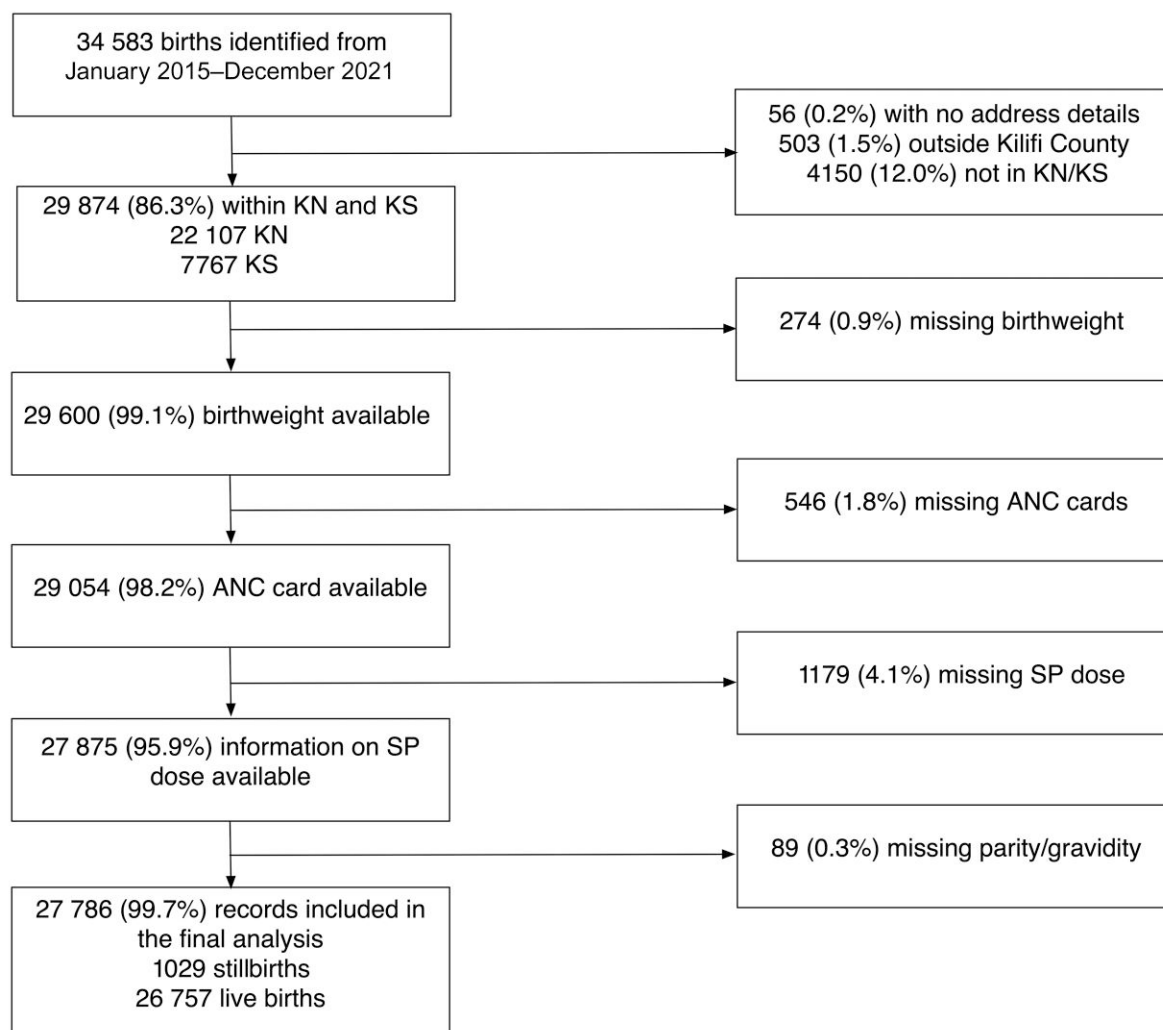 34 583 births identified from
January 2015–December 2021
56 (0.2%) with no address details
503 (1.5%) outside Kilifi County
4150 (12.0%) not in KN/KS
29 874 (86.3%) within KN and KS
22 107 KN
7767 KS
274 (0.9%) missing birthweight
29 600 (99.1%) birthweight available
546 (1.8%) missing ANC cards
29 054 (98.2%) ANC card available
1179 (4.1%) missing SP dose
27 875 (95.9%) information on SP
dose available
89 (0.3%) missing parity/gravidity
27 786 (99.7%) records included in
the final analysis
1029 stillbirths
26 757 live births